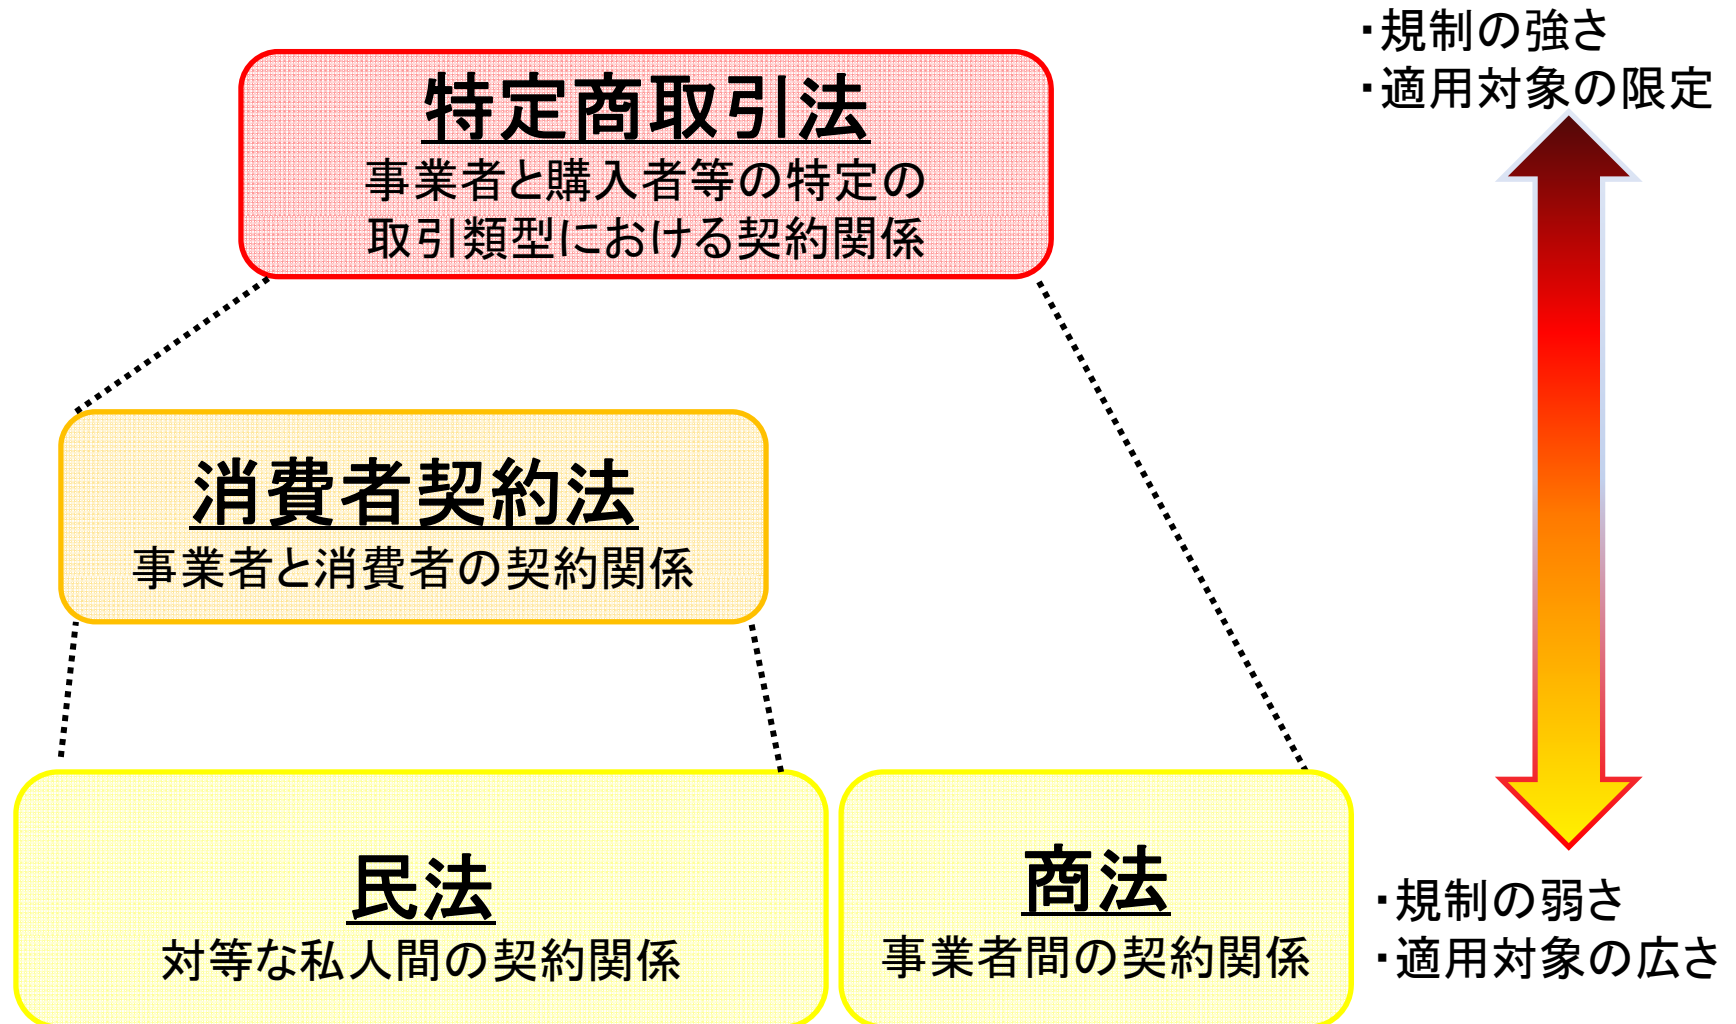 ・規制の強さ
・適用対象の限定
特定商取引法
事業者と購入者等の特定の
取引類型における契約関係
消費者契約法
事業者と消費者の契約関係
民法
対等な私人間の契約関係
商法
事業者間の契約関係
・規制の弱さ
・適用対象の広さ